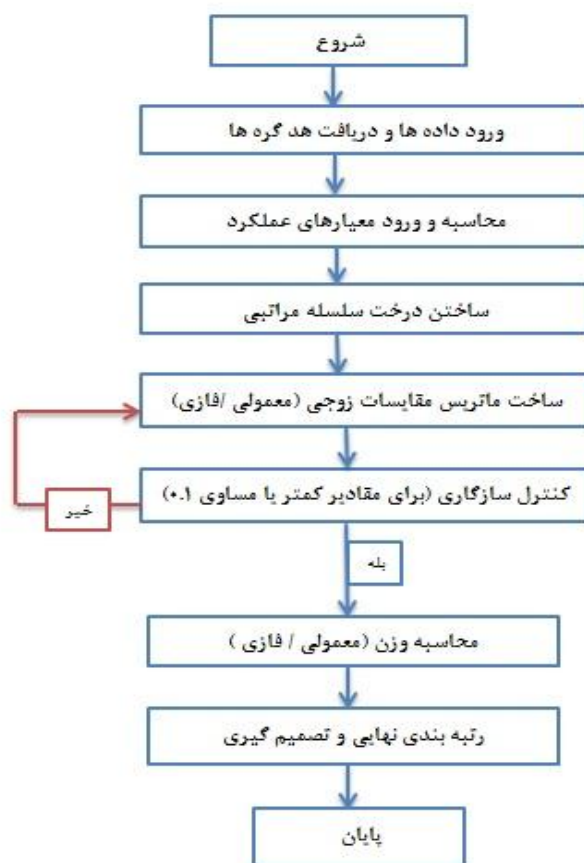 شروع
ورود داده ها و دریافت هد گره ها
محاسبه و ورود معیارهای عملکرد
ساختن درخت سلسله مراتبی
ساخت ماتریس مقایسات زوجی (معمولی /فازی)
کنترل سازگاری (برای مقادیر کمتر یا مساوی ۰.۱)
خیر
بله
محاسبه وزن (معمولی / فازی )
رتبه بندی نهایی و تصمیم گیری
پایان